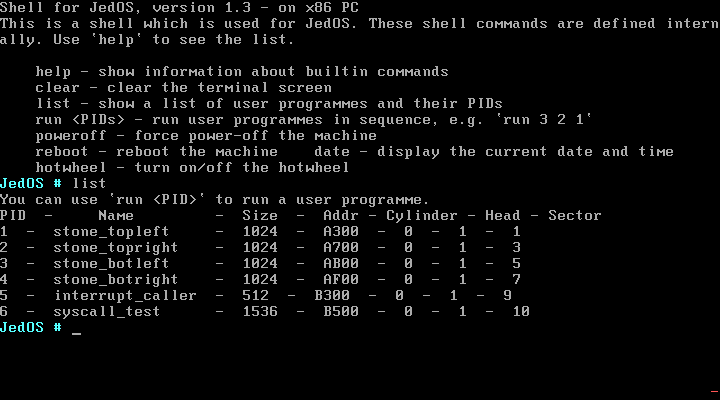 Shell for JedOS, version 1.3 - on x86 PC
This is a shell which is used for JedOS. These shell commands are defined intern
ally. Use `help` to see the list.
help - show information about builtin commands
clear - clear the terminal screen
list - show a list of user programmes and their PIDs
run <PIDs> - run user programmes in sequence, e.g. `run 3 2 1`
poweroff - force power-off the machine
reboot - reboot the machine    date - display the current date and time
hotwheel - turn on/off the hotwheel
JedOS # list
You can use `run <PID>` to run a user programme.
PID  -      Name          -  Size  -  Addr - Cylinder - Head - Sector
1  -  stone_topleft      -  1024  -  A300  -  0  -  1  -  1
2  -  stone_topright     -  1024  -  A700  -  0  -  1  -  3
3  -  stone_botleft      -  1024  -  AB00  -  0  -  1  -  5
4  -  stone_botright     -  1024  -  AF00  -  0  -  1  -  7
5  -  interrupt_caller  -  512  -  B300  -  0  -  1  -  9
6  -  syscall_test       -  1536  -  B500  -  0  -  1  -  10
JedOS # _